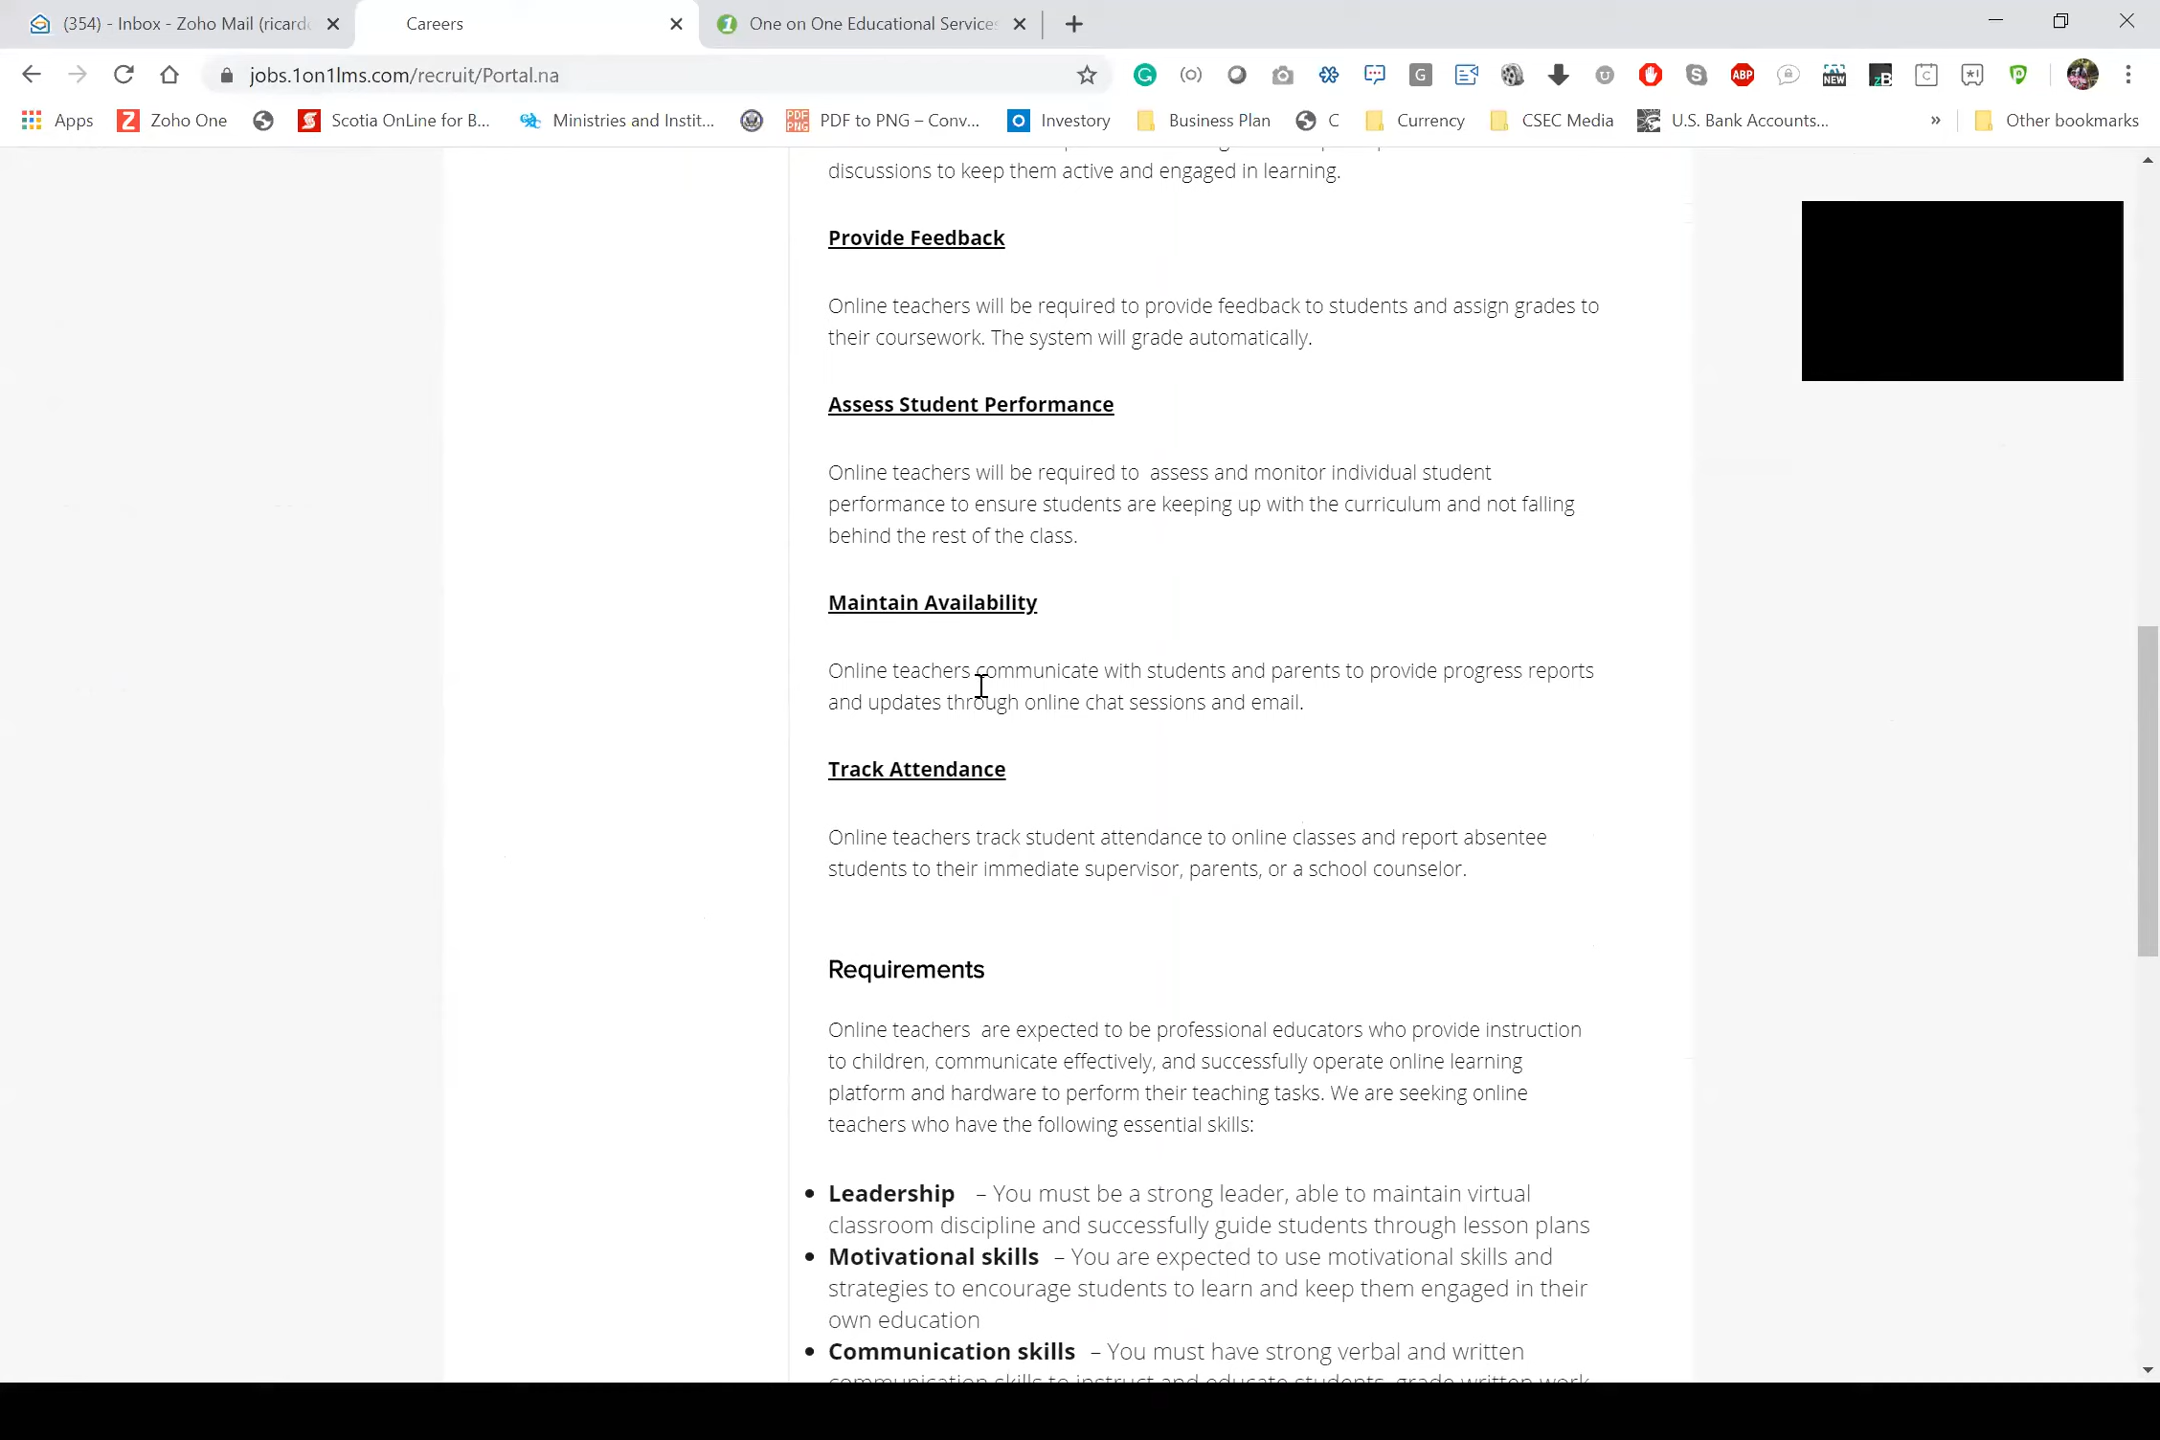 (354) - Inbox - Zoho Mail (ricard
Careers
One on One Educational Service
jobs.1on1lms.com/recruit/Portal.na
Apps
Zoho One
Scotia OnLine for B...
Ministries and Instit...
PDF to PNG – Conv...
Investory
Business Plan
C
Currency
CSEC Media
U.S. Bank Accounts...
»
Other bookmarks
discussions to keep them active and engaged in learning.
Provide Feedback
Online teachers will be required to provide feedback to students and assign grades to
their coursework. The system will grade automatically.
Assess Student Performance
Online teachers will be required to  assess and monitor individual student
performance to ensure students are keeping up with the curriculum and not falling
behind the rest of the class.
Maintain Availability
Online teachers communicate with students and parents to provide progress reports
and updates through online chat sessions and email.
Track Attendance
Online teachers track student attendance to online classes and report absentee
students to their immediate supervisor, parents, or a school counselor.
Requirements
Online teachers  are expected to be professional educators who provide instruction
to children, communicate effectively, and successfully operate online learning
platform and hardware to perform their teaching tasks. We are seeking online
teachers who have the following essential skills:
• Leadership – You must be a strong leader, able to maintain virtual
classroom discipline and successfully guide students through lesson plans
• Motivational skills – You are expected to use motivational skills and
strategies to encourage students to learn and keep them engaged in their
own education
• Communication skills – You must have strong verbal and written
communication skills to instruct and educate students, grade written work